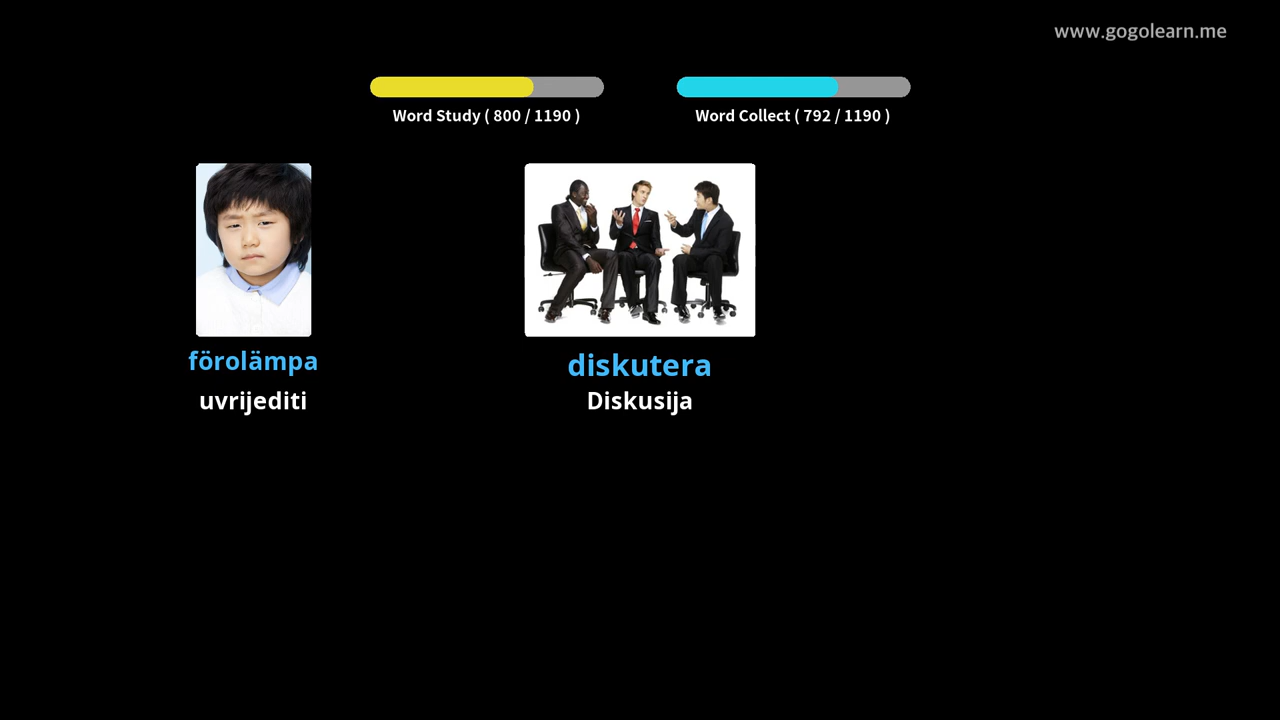 www.gogolearn.me
Word Study ( 800 / 1190 )
Word Collect ( 792 / 1190 )
förolämpa
uvrijediti
diskutera
Diskusija